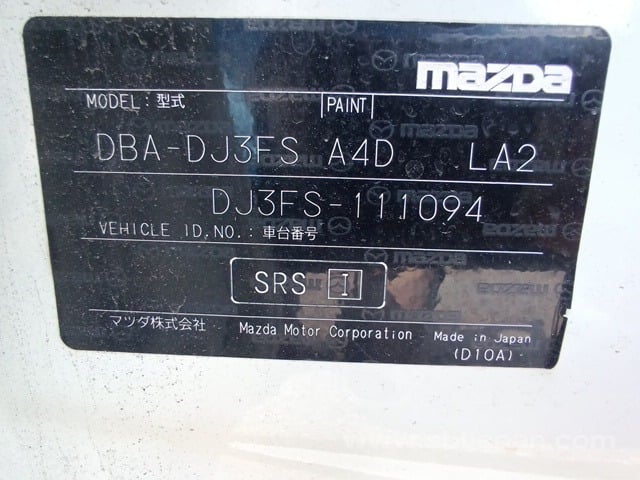 mazda
MODEL: 型式 PAINT
DBA-DJ3FS A4D LA2
DJ3FS-111094
VEHICLE ID.NO.: 車台番号
SRS I
マツダ株式会社 Mazda Motor Corporation Made in Japan
(D10A)